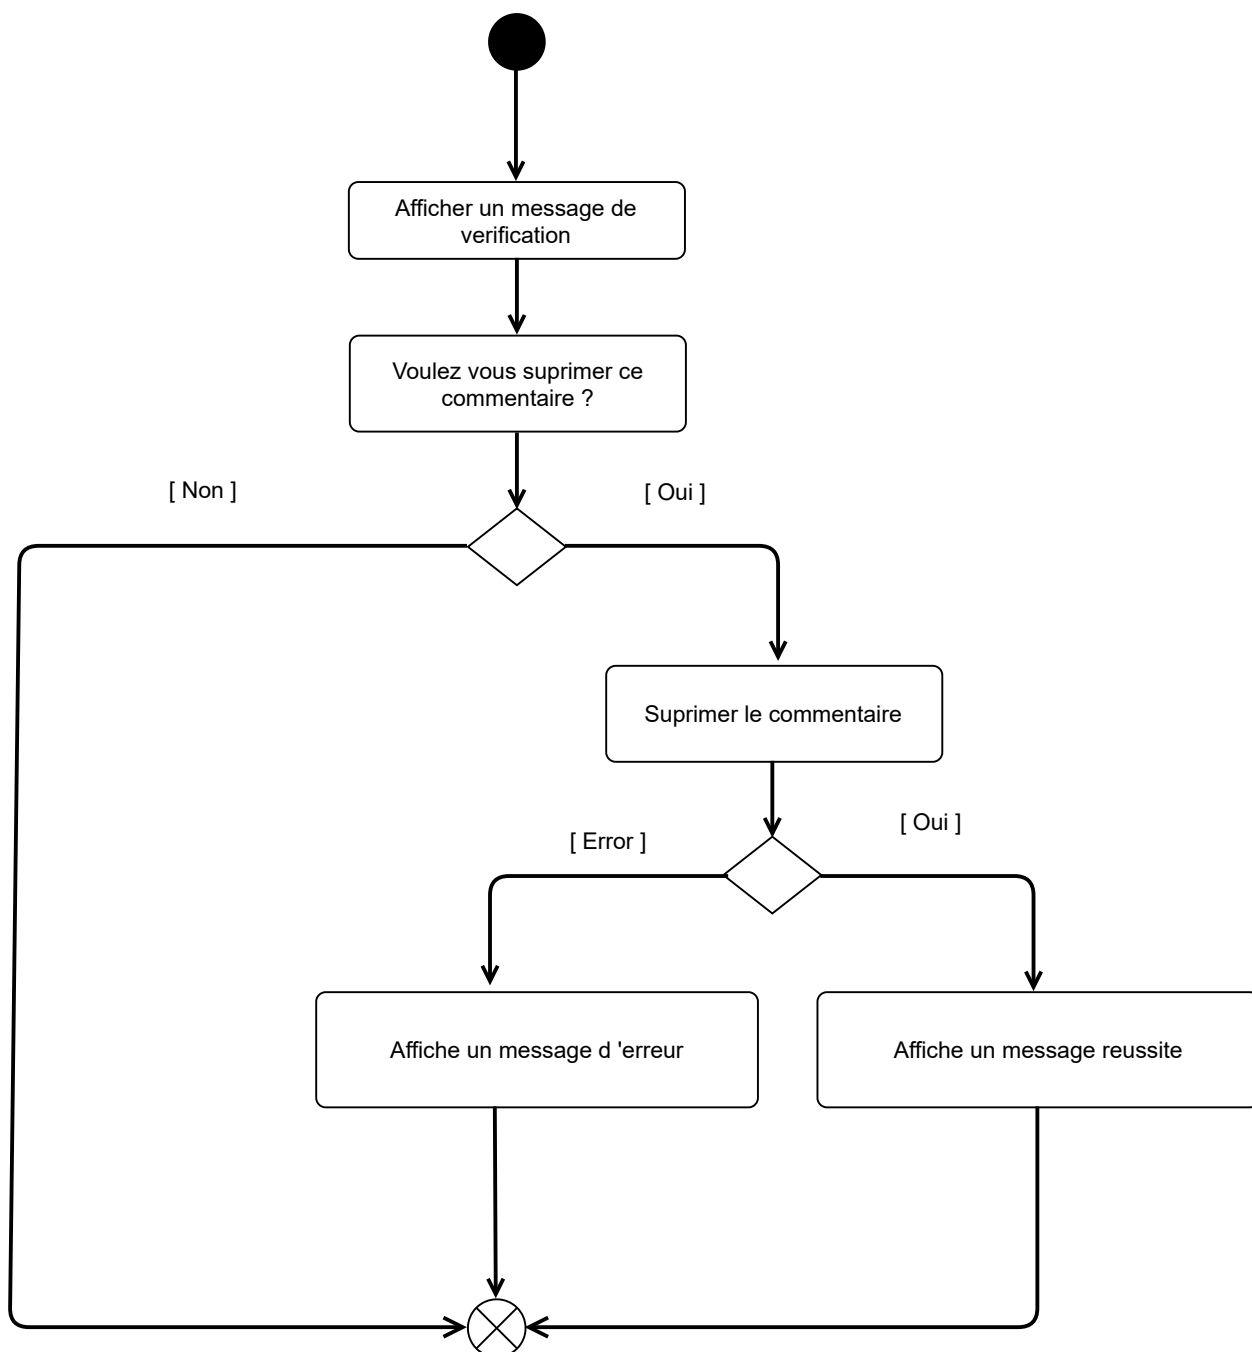 Afficher un message de
verification
Voulez vous suprimer ce
commentaire ?
[ Non ]
[ Oui ]
Suprimer le commentaire
[ Error ]
[ Oui ]
Affiche un message d 'erreur
Affiche un message reussite